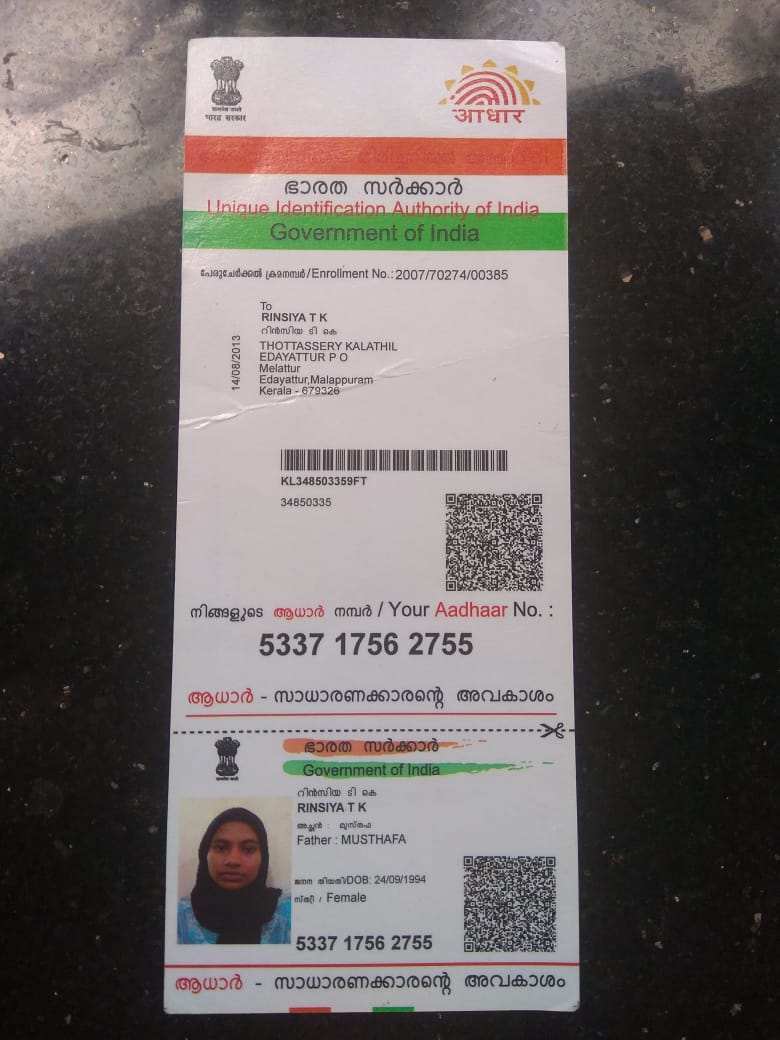 सत्यमेव जयते
भारत सरकार
आधार
ഭാരത സർക്കാർ
Unique Identification Authority of India
Government of India
പേരുചേർക്കൽ ക്രമനമ്പർ/Enrollment No.: 2007/70274/00385
To
RINSIYA T K
റിൻസിയ ടി കെ
THOTTASSERY KALATHIL
EDAYATTUR P O
Melattur
Edayattur,Malappuram
Kerala - 679326
14/08/2013
KL348503359FT
34850335
നിങ്ങളുടെ ആധാർ നമ്പർ / Your Aadhaar No. :
5337 1756 2755
ആധാർ - സാധാരണക്കാരന്റെ അവകാശം
ഭാരത സർക്കാർ
Government of India
റിൻസിയ ടി കെ
RINSIYA T K
അച്ഛൻ : മുസ്തഫ
Father : MUSTHAFA
ജനന തിയതി/DOB: 24/09/1994
സ്ത്രീ / Female
5337 1756 2755
ആധാർ - സാധാരണക്കാരന്റെ അവകാശം